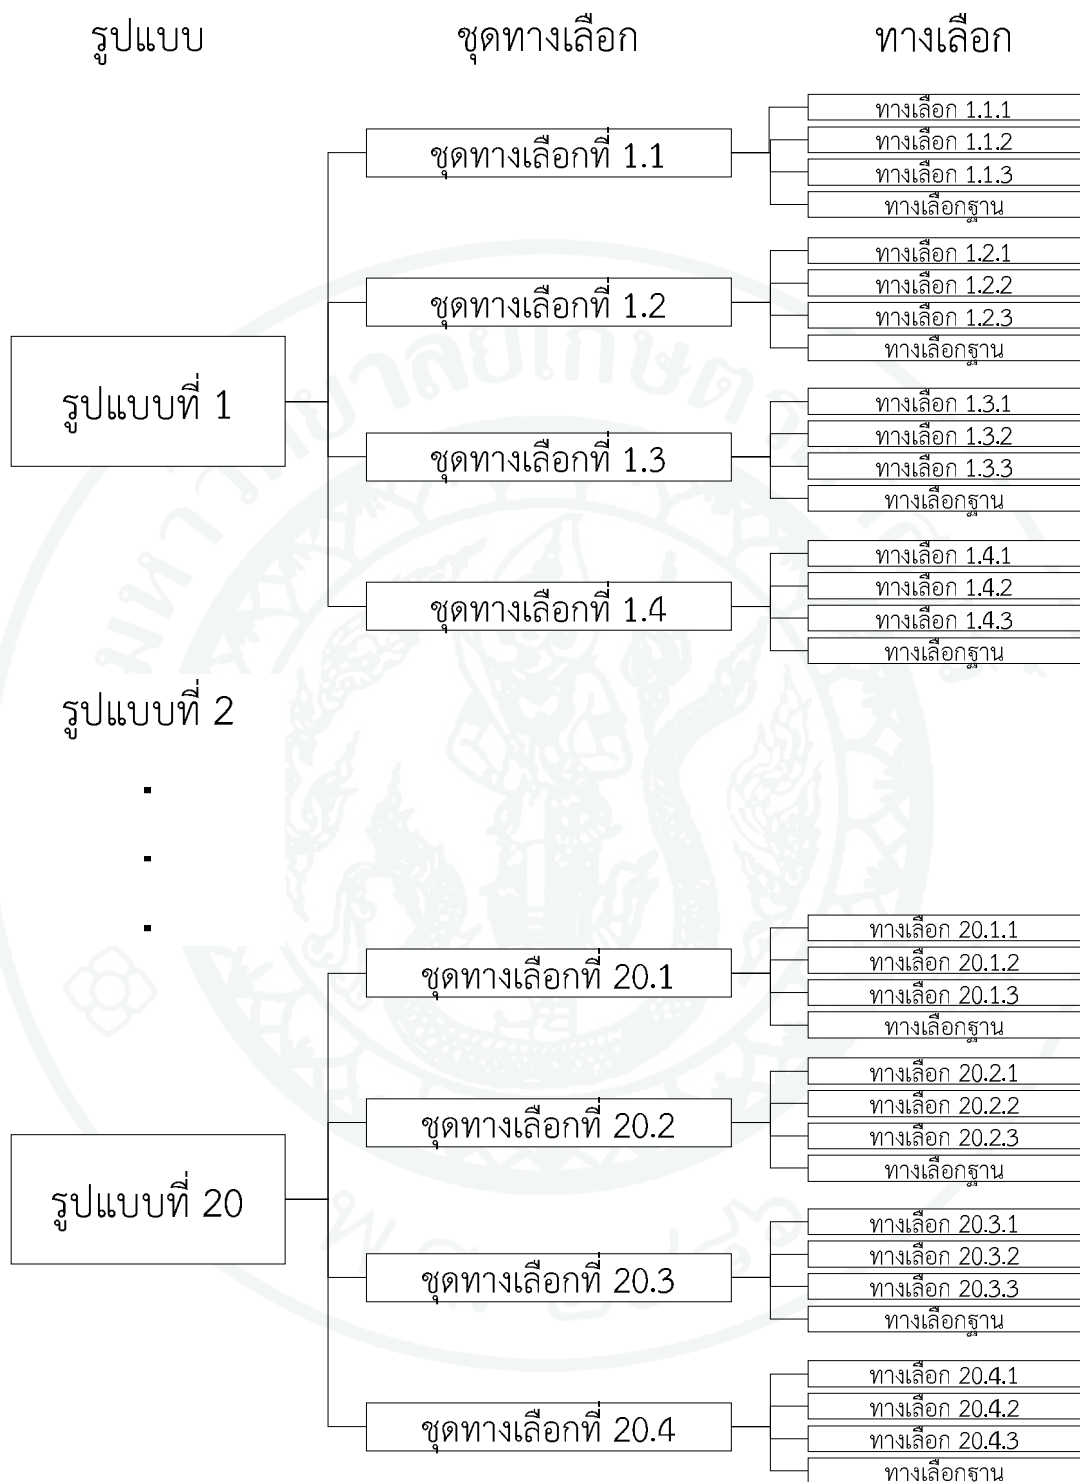 รูปแบบ ชุดทางเลือก ทางเลือก
ทางเลือก 1.1.1
ทางเลือก 1.1.2
ชุดทางเลือกที่ 1.1
ทางเลือก 1.1.3
ทางเลือกฐาน
ทางเลือก 1.2.1
ทางเลือก 1.2.2
ชุดทางเลือกที่ 1.2
ทางเลือก 1.2.3
ทางเลือกฐาน
รูปแบบที่ 1
ทางเลือก 1.3.1
ทางเลือก 1.3.2
ชุดทางเลือกที่ 1.3
ทางเลือก 1.3.3
ทางเลือกฐาน
ทางเลือก 1.4.1
ทางเลือก 1.4.2
ชุดทางเลือกที่ 1.4
ทางเลือก 1.4.3
ทางเลือกฐาน
รูปแบบที่ 2
.
.
.
ทางเลือก 20.1.1
ทางเลือก 20.1.2
ชุดทางเลือกที่ 20.1
ทางเลือก 20.1.3
ทางเลือกฐาน
ทางเลือก 20.2.1
ทางเลือก 20.2.2
ชุดทางเลือกที่ 20.2
ทางเลือก 20.2.3
ทางเลือกฐาน
รูปแบบที่ 20
ทางเลือก 20.3.1
ทางเลือก 20.3.2
ชุดทางเลือกที่ 20.3
ทางเลือก 20.3.3
ทางเลือกฐาน
ทางเลือก 20.4.1
ทางเลือก 20.4.2
ชุดทางเลือกที่ 20.4
ทางเลือก 20.4.3
ทางเลือกฐาน
มหาวิทยาลัยเกษตรศาสตร์